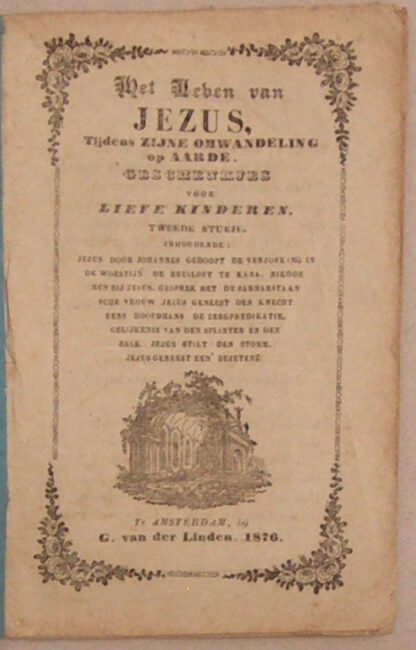 Het Leben van
JEZUS,
Tijdens ZIJNE OMWANDELING
op AARDE.
GESCHENKJES
VOOR
LIEFE KINDEREN.
TWEEDE STUKJE.
INHOUDENDE:
JEZUS DOOR JOHANNES GEDOOPT DE VERZOEKING IN
DE WOESTIJN DE BRUILOFT TE KANA. NIKODE
MUS BIJ JEZUS. GESPREK MET DE SAMMARITAAN
SCHE VROUW JEZUS GENEEST DEN KNECHT
EENS HOOFDMANS DE BERGPREDIKATIE.
GELIJKENIS VAN DEN SPLINTER EN DEN
BALK JEZUS STILT DEN STORM.
JEZUS GENEEST EEN' BEZETENE
Te AMSTERDAM, bij
G. van der Linden. 1876.